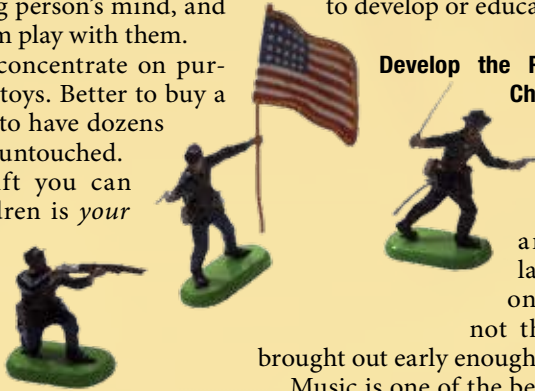 g person's mind, and
m play with them.
concentrate on pur-
toys. Better to buy a
to have dozens
untouched.
ift you can
dren is your
to develop or educa
Develop the
Ch
la
on
not th
brought out early enough
Music is one of the be